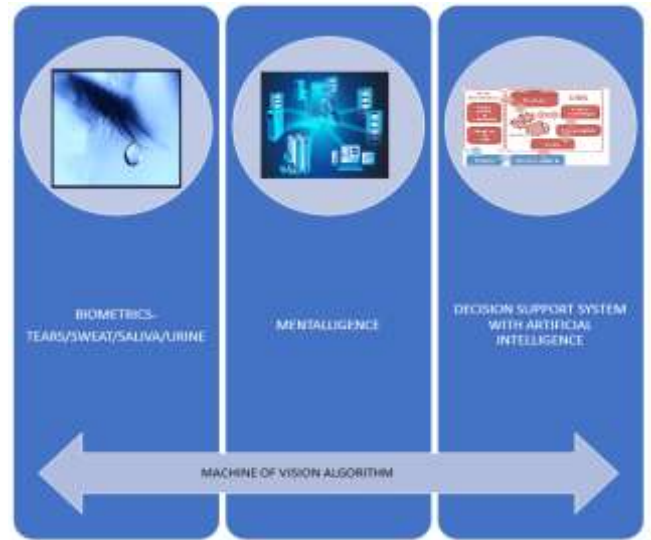 BIOMETRICS-
TEARS/SWEAT/SALIVA/URINE
MENTALLIGENCE
DECISION SUPPORT SYSTEM
WITH ARTIFICIAL
INTELLIGENCE
MACHINE OF VISION ALGORITHM